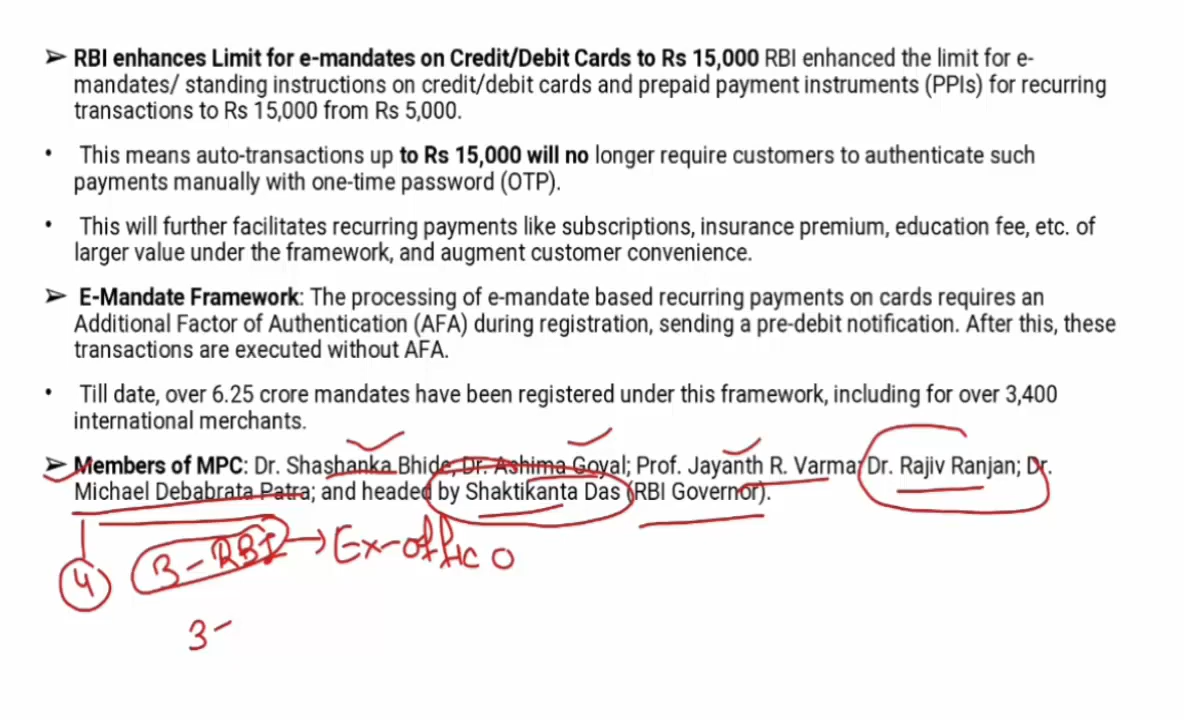 ➢ RBI enhances Limit for e-mandates on Credit/Debit Cards to Rs 15,000 RBI enhanced the limit for e-
mandates/ standing instructions on credit/debit cards and prepaid payment instruments (PPIs) for recurring
transactions to Rs 15,000 from Rs 5,000.
• This means auto-transactions up to Rs 15,000 will no longer require customers to authenticate such
payments manually with one-time password (OTP).
• This will further facilitates recurring payments like subscriptions, insurance premium, education fee, etc. of
larger value under the framework, and augment customer convenience.
➢ E-Mandate Framework: The processing of e-mandate based recurring payments on cards requires an
Additional Factor of Authentication (AFA) during registration, sending a pre-debit notification. After this, these
transactions are executed without AFA.
• Till date, over 6.25 crore mandates have been registered under this framework, including for over 3,400
international merchants.
➢ Members of MPC: Dr. Shashanka Bhide, Dr. Ashima Goyal; Prof. Jayanth R. Varma; Dr. Rajiv Ranjan; Dr.
Michael Debabrata Patra; and headed by Shaktikanta Das (RBI Governor).
4 3-RBI → Ex-offic o
3-